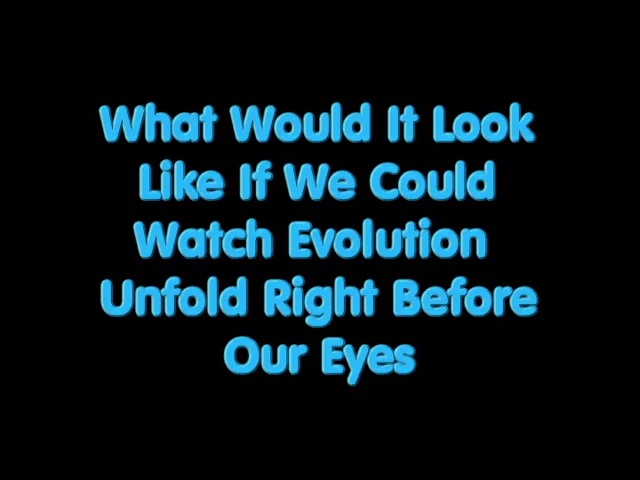 What Would It Look
Like If We Could
Watch Evolution
Unfold Right Before
Our Eyes